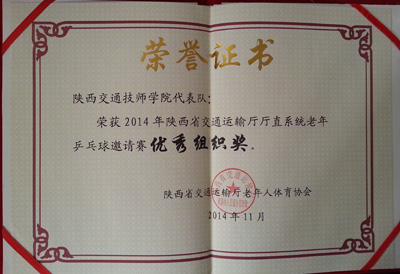 荣誉证书
陕西交通技师学院代表队:
荣获2014年陕西省交通运输厅厅直系统老年
乒乓球邀请赛优秀组织奖。
陕西省交通运输厅老年人体育协会
2014年11月